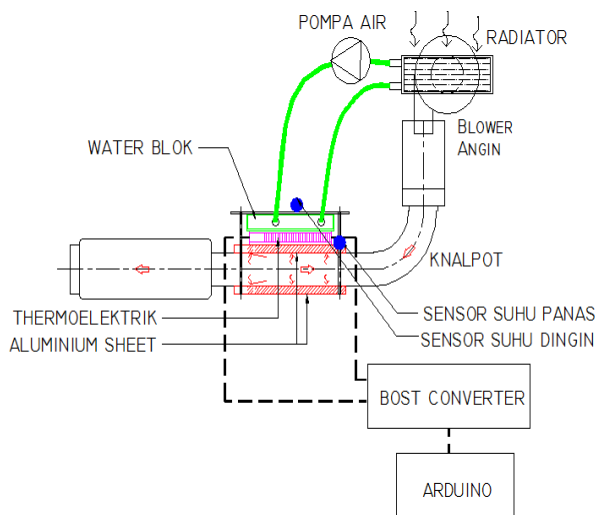 POMPA AIR
RADIATOR
BLOWER
ANGIN
WATER BLOK
KNALPOT
THERMOELEKTRIK
ALUMINIUM SHEET
SENSOR SUHU PANAS
SENSOR SUHU DINGIN
BOST CONVERTER
ARDUINO